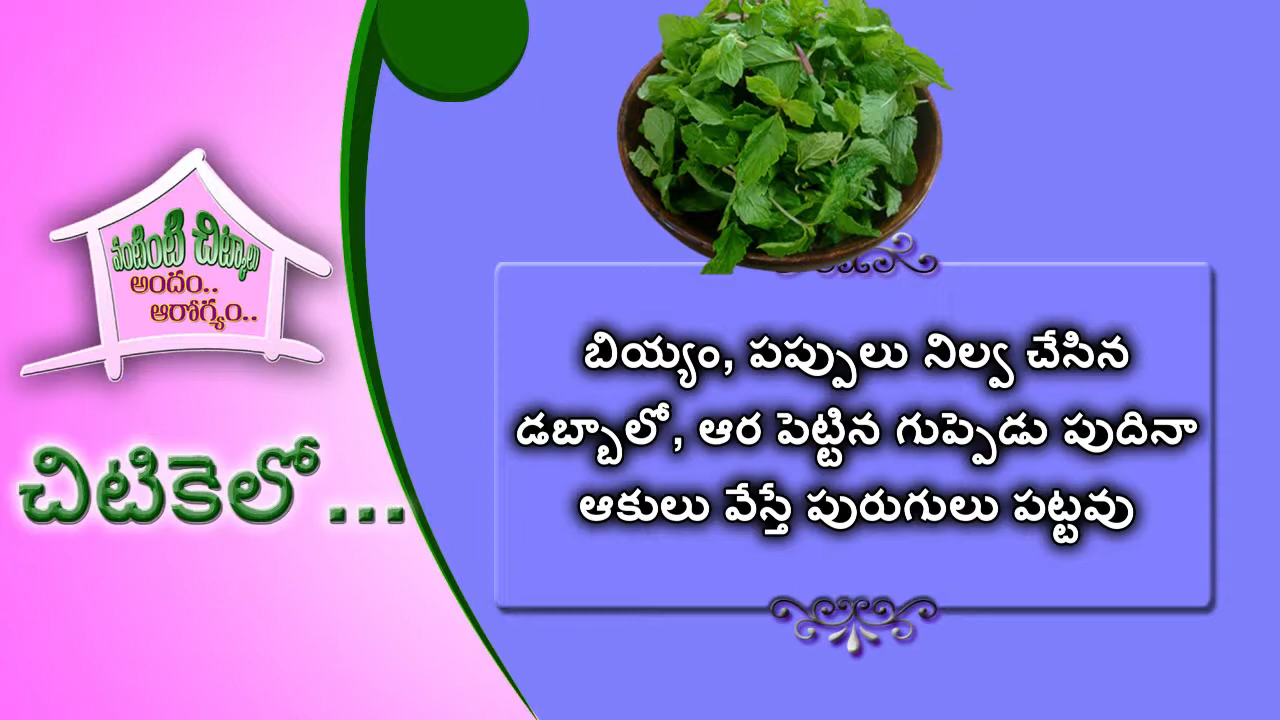 వంటింటి చిట్కాలు
అందం..
ఆరోగ్యం..
చిటికెలో...
బియ్యం, పప్పులు నిల్వ చేసిన
డబ్బాలో, ఆర పెట్టిన గుప్పెడు పుదినా
ఆకులు వేస్తే పురుగులు పట్టవు